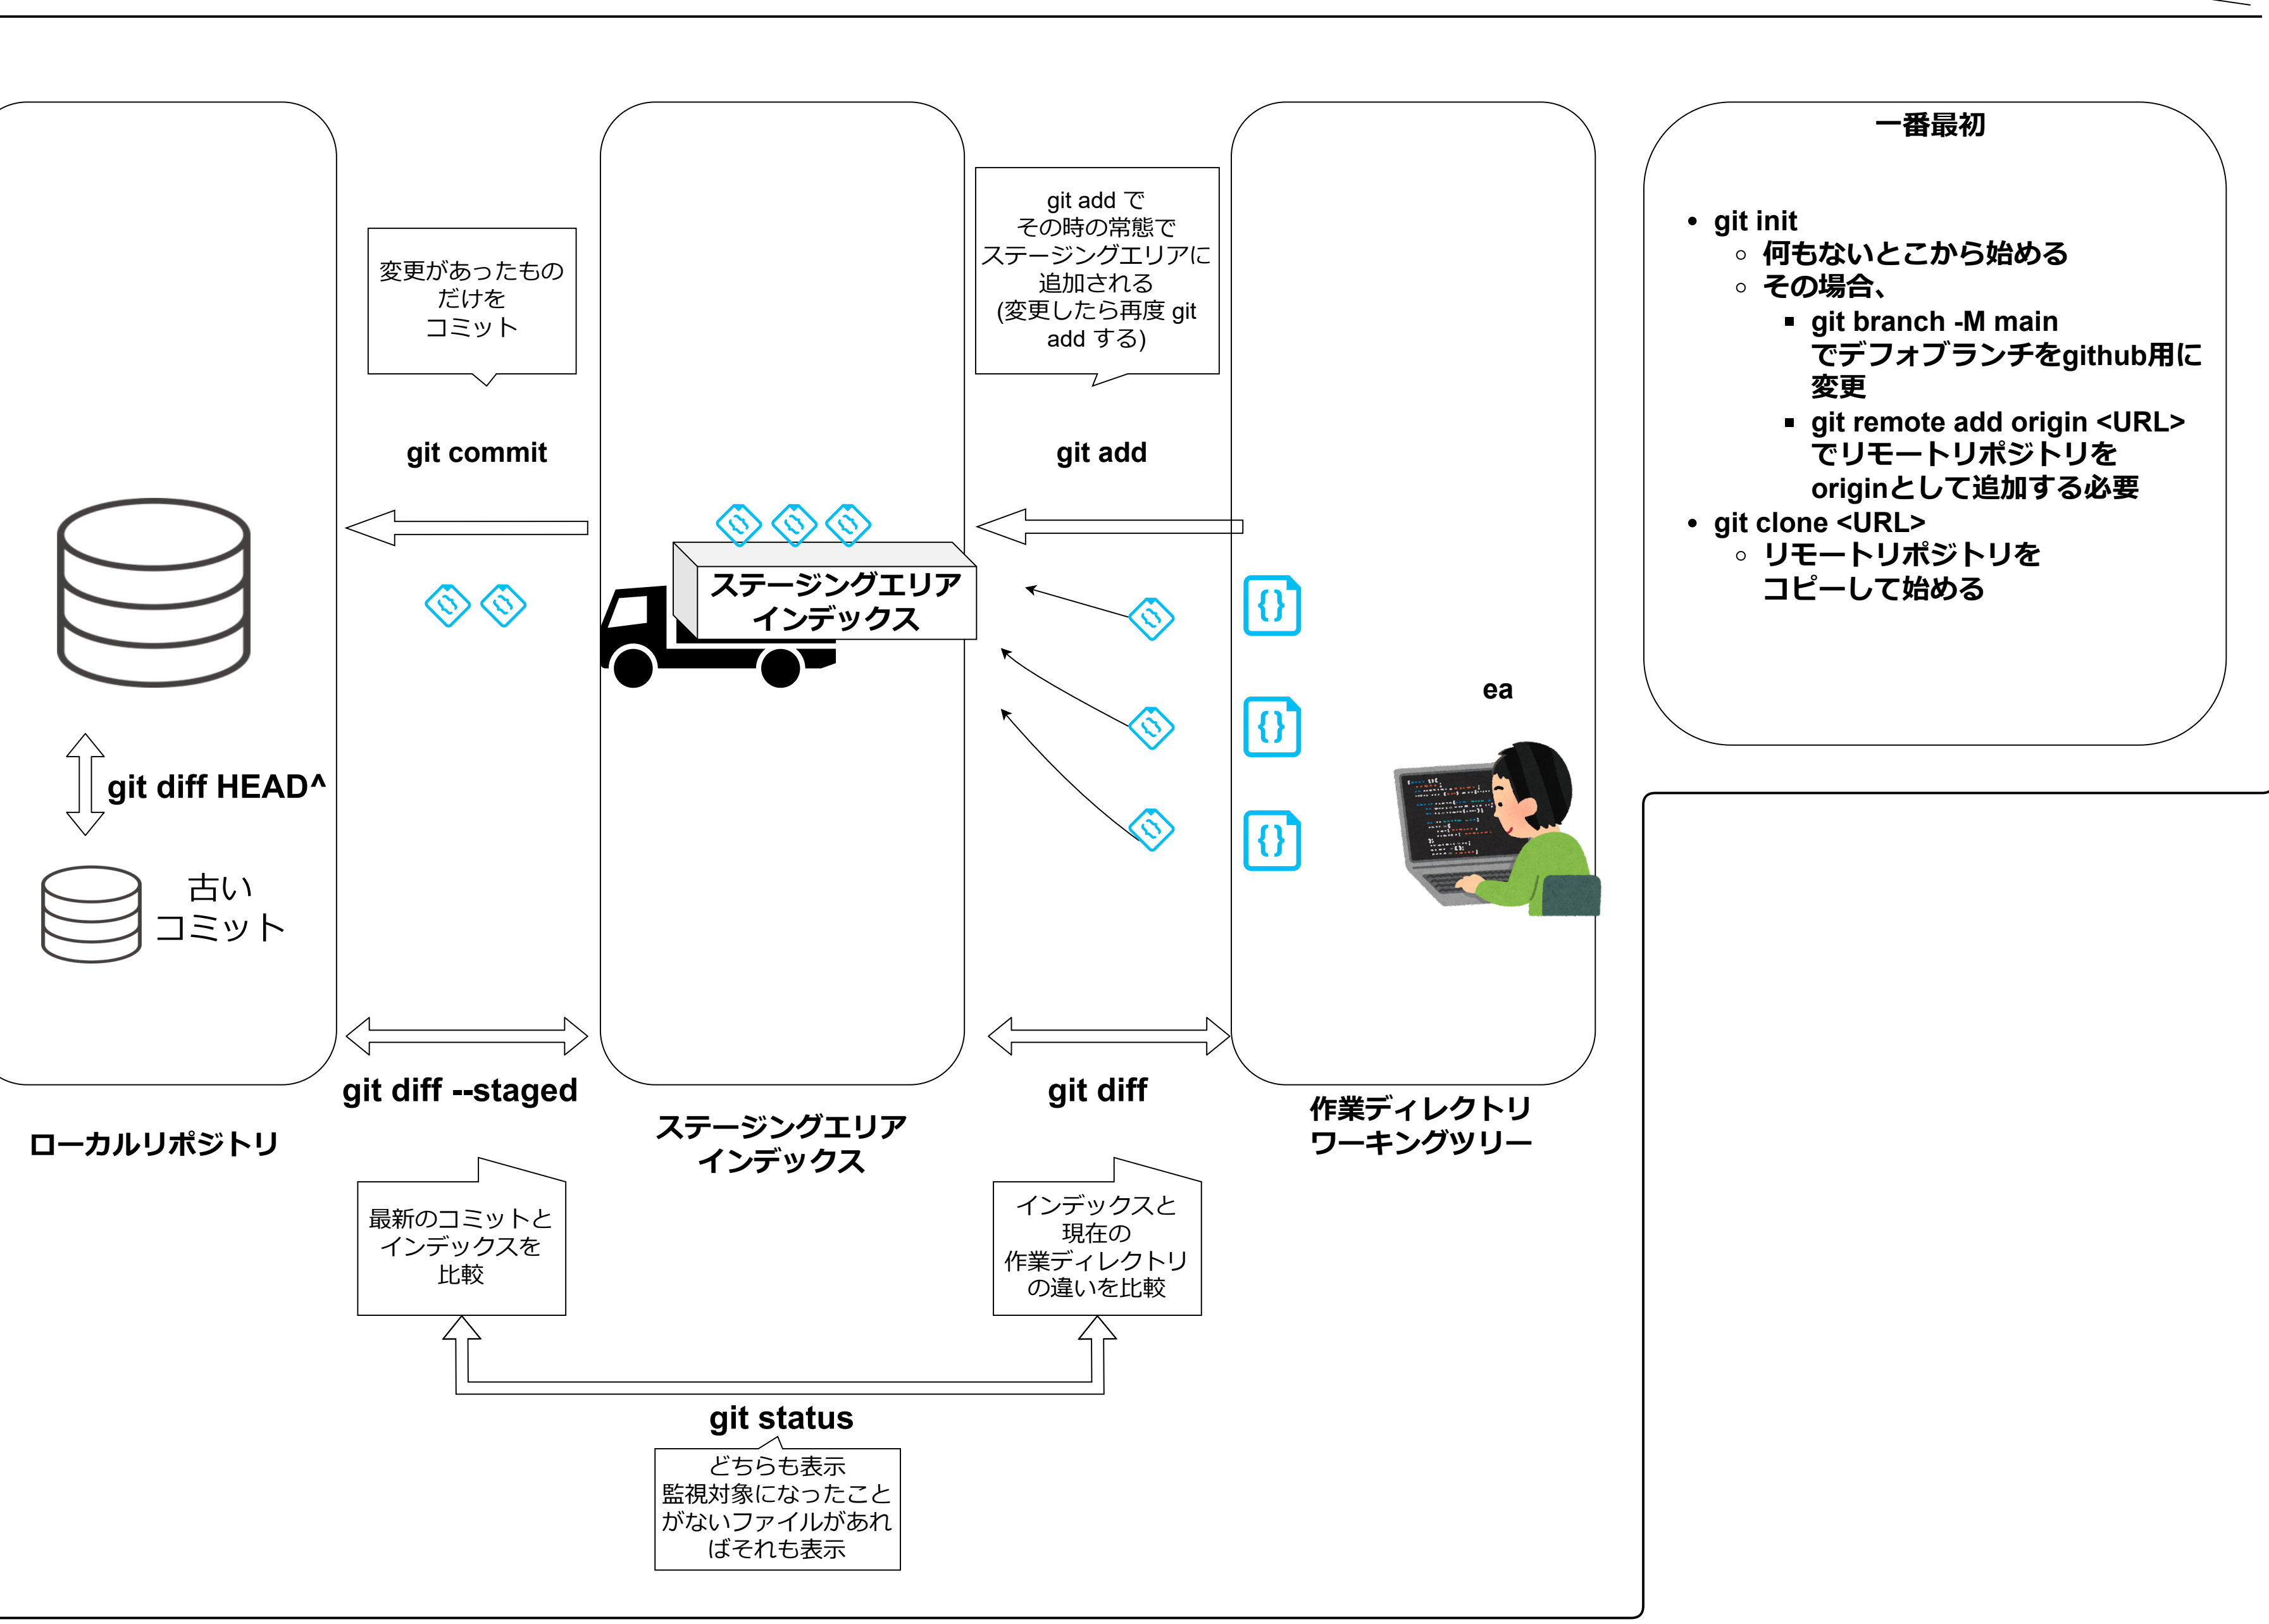 一番最初
git add で
その時の常態で
ステージングエリアに
追加される
(変更したら再度 git
add する)
変更があったもの
だけを
コミット
git commit
git add
• git init
○ 何もないとこから始める
○ その場合、
▪ git branch -M main
でデフォブランチをgithub用に
変更
▪ git remote add origin <URL>
でリモートリポジトリを
originとして追加する必要
• git clone <URL>
○ リモートリポジトリを
コピーして始める
ステージングエリア
インデックス
ea
git diff HEAD^
古い
コミット
git diff --staged
git diff
ローカルリポジトリ
ステージングエリア
インデックス
作業ディレクトリ
ワーキングツリー
最新のコミットと
インデックスを
比較
インデックスと
現在の
作業ディレクトリ
の違いを比較
git status
どちらも表示
監視対象になったこと
がないファイルがあれ
ばそれも表示